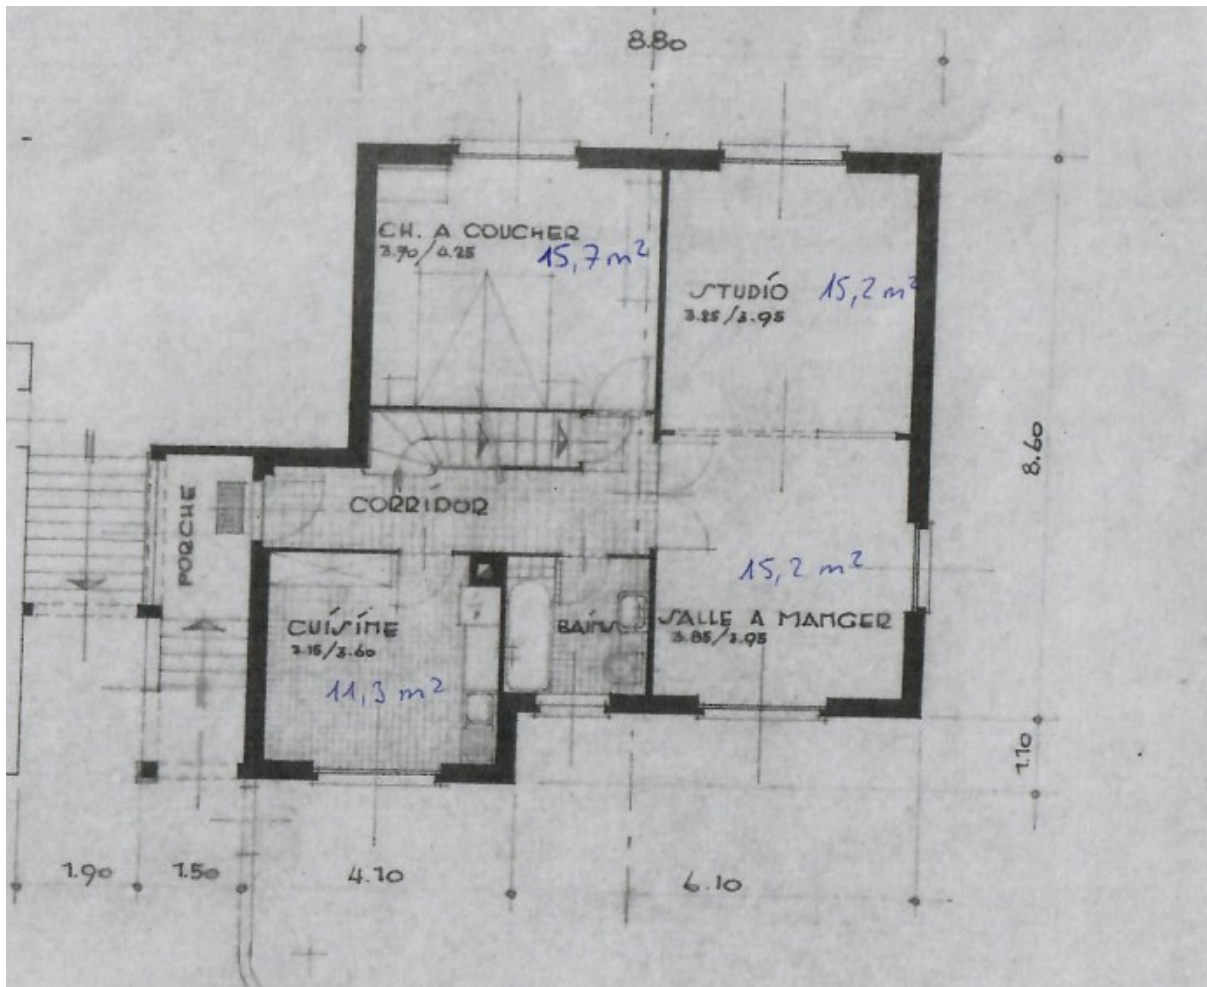 8.80
CH. A COUCHER
3.70/4.25
15,7 m²
STUDIO
3.85/3.95
15,2 m²
8.60
PORCHE
CORRIDOR
15,2 m²
CUISINE
3.15/3.60
11,3 m²
BAINS
SALLE A MANGER
3.85/3.95
1.10
1.90
1.50
4.10
6.10